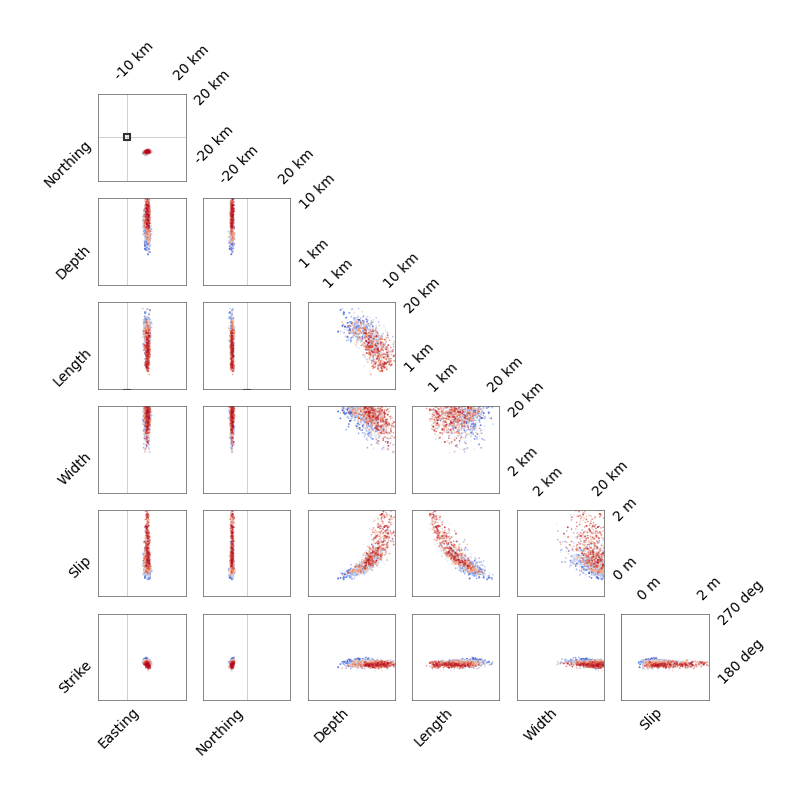 -10 km
20 km
20 km
Northing
-20 km
-20 km
20 km
10 km
Depth
1 km
1 km
10 km
20 km
Length
1 km
1 km
20 km
20 km
Width
2 km
2 km
20 km
2 m
Slip
0 m
0 m
2 m
270 deg
Strike
180 deg
Easting
Northing
Depth
Length
Width
Slip